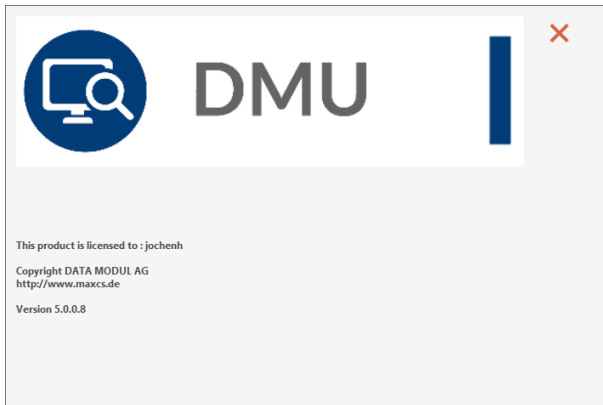 DMU
This product is licensed to : jochenh
Copyright DATA MODUL AG
http://www.maxcs.de
Version 5.0.0.8